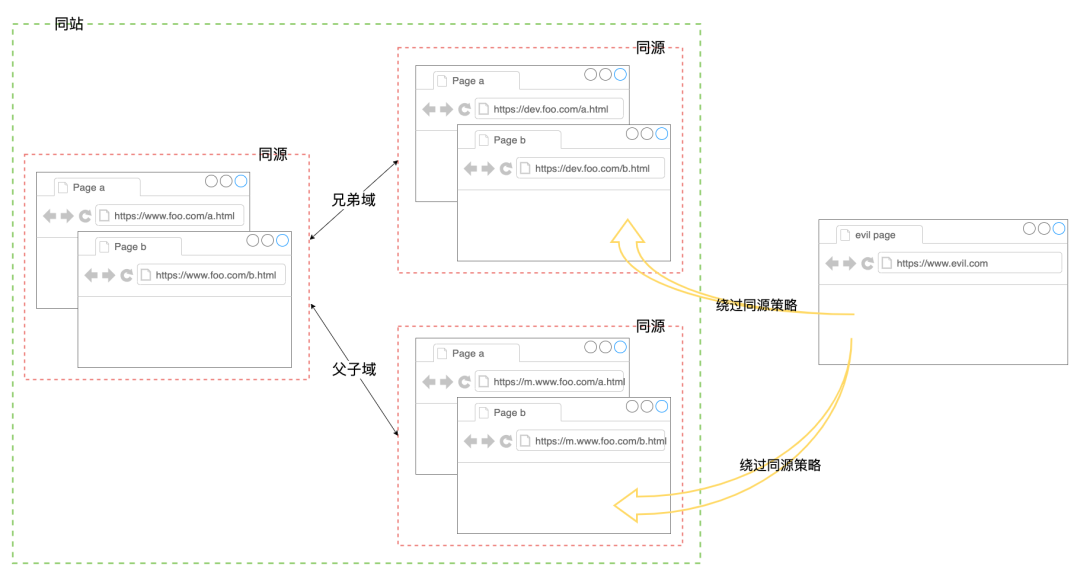 同站
同源
Page a
https://www.foo.com/a.html
Page b
https://www.foo.com/b.html
兄弟域
父子域
同源
Page a
https://dev.foo.com/a.html
Page b
https://dev.foo.com/b.html
同源
Page a
https://m.www.foo.com/a.html
Page b
https://m.www.foo.com/b.html
绕过同源策略
绕过同源策略
evil page
https://www.evil.com